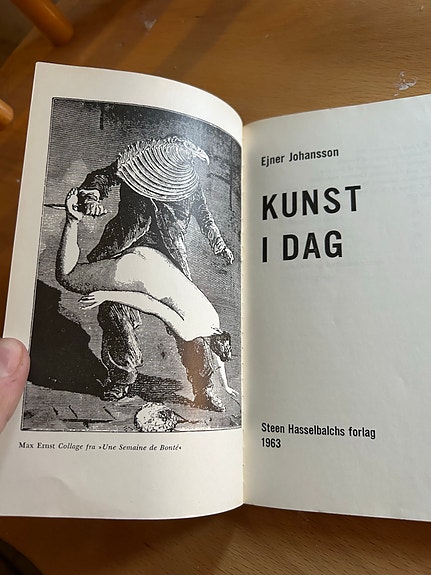 Max Ernst Collage fra »Une Semaine de Bonté«
Ejner Johansson
KUNST
I DAG
Steen Hasselbalchs forlag
1963